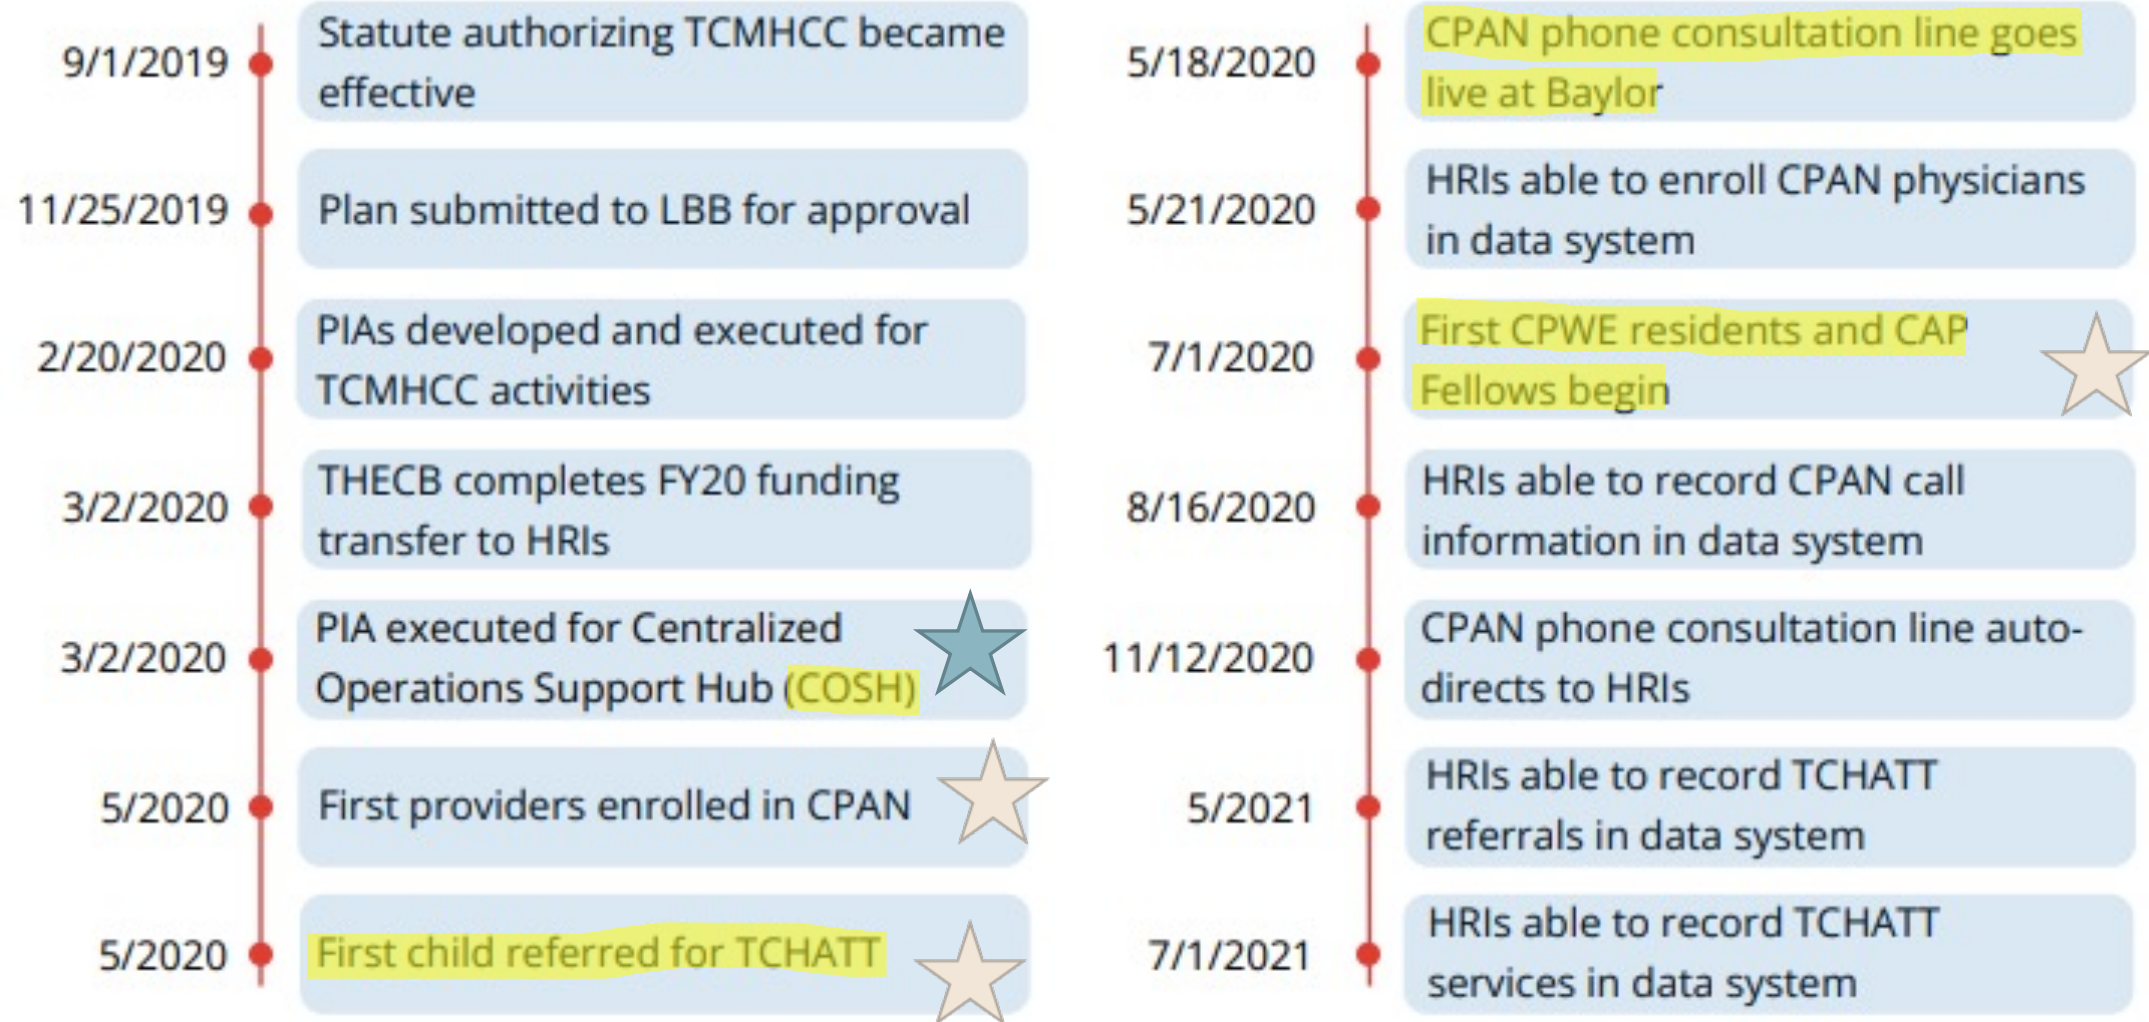 9/1/2019
Statute authorizing TCMHCC became
effective
11/25/2019
Plan submitted to LBB for approval
2/20/2020
PIAs developed and executed for
TCMHCC activities
3/2/2020
THECB completes FY20 funding
transfer to HRIs
3/2/2020
PIA executed for Centralized
Operations Support Hub (COSH)
5/2020
First providers enrolled in CPAN
5/2020
First child referred for TCHATT
5/18/2020
CPAN phone consultation line goes
live at Baylor
5/21/2020
HRIs able to enroll CPAN physicians
in data system
7/1/2020
First CPWE residents and CAP
Fellows begin
8/16/2020
HRIs able to record CPAN call
information in data system
11/12/2020
CPAN phone consultation line auto-
directs to HRIs
5/2021
HRIs able to record TCHATT
referrals in data system
7/1/2021
HRIs able to record TCHATT
services in data system